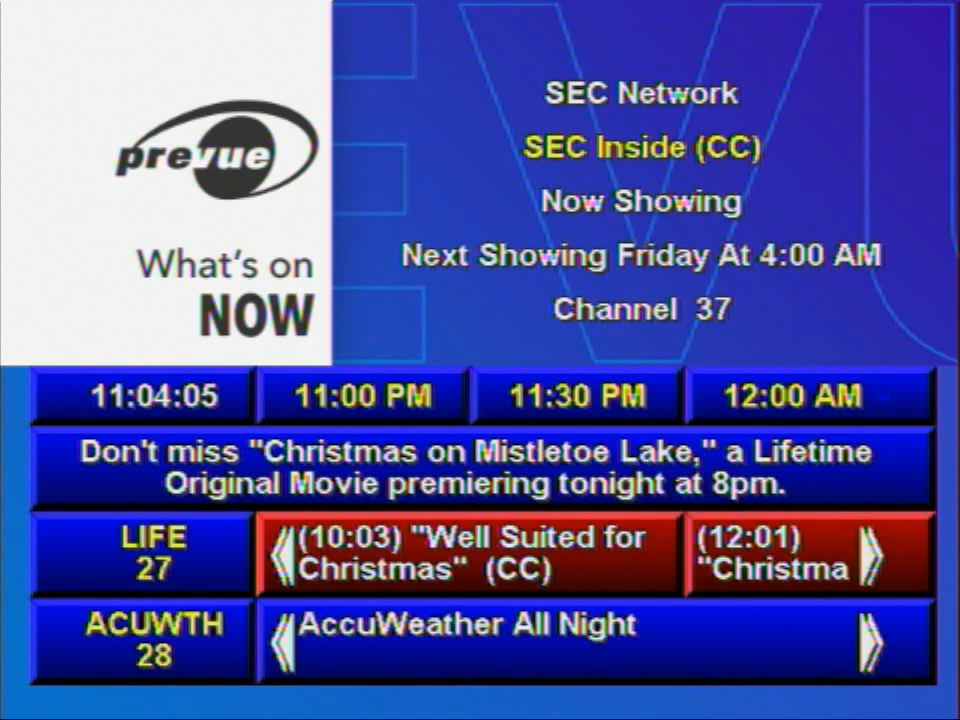 prevue
What's on
NOW
SEC Network
SEC Inside (CC)
Now Showing
Next Showing Friday At 4:00 AM
Channel 37
11:04:05 11:00 PM 11:30 PM 12:00 AM
Don't miss "Christmas on Mistletoe Lake," a Lifetime
Original Movie premiering tonight at 8pm.
LIFE
27
(10:03) "Well Suited for
Christmas" (CC)
(12:01)
"Christma
ACUWTH
28
AccuWeather All Night